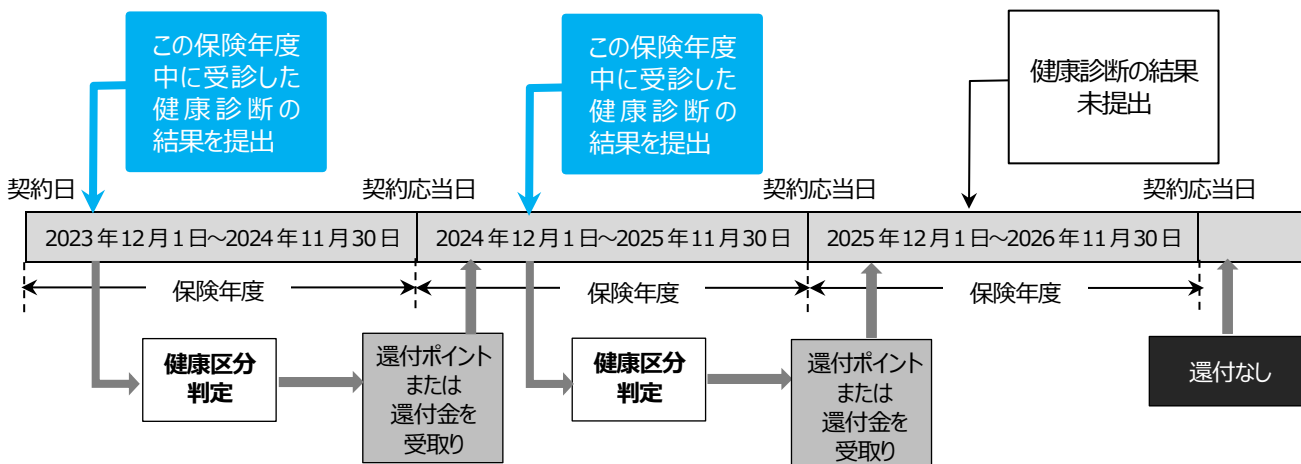 この保険年度
中に受診した
健康診断の
結果を提出
この保険年度
中に受診した
健康診断の
結果を提出
健康診断の結果
未提出
契約日
契約応当日
契約応当日
契約応当日
2023年12月1日～2024年11月30日
2024年12月1日～2025年11月30日
2025年12月1日～2026年11月30日
保険年度
保険年度
保険年度
健康区分
判定
還付ポイント
または
還付金を
受取り
健康区分
判定
還付ポイント
または
還付金を
受取り
還付なし